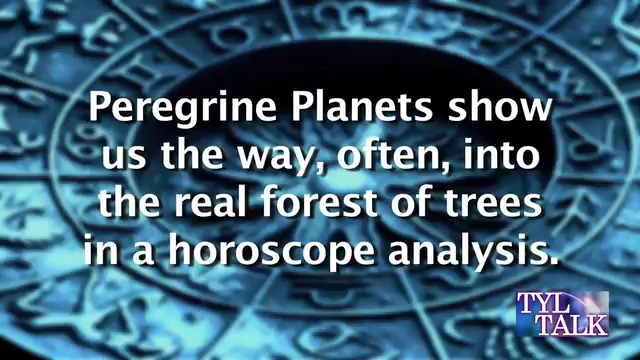 Peregrine Planets show
us the way, often, into
the real forest of trees
in a horoscope analysis.
TYL
TALK